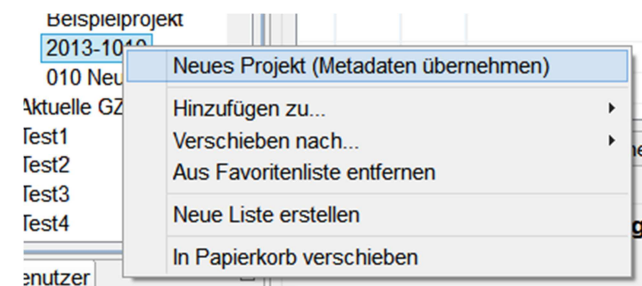 Beispielprojekt
2013-1010
010 Neu
Aktuelle GZ
Test1
Test2
Test3
Test4
enutzer
Neues Projekt (Metadaten übernehmen)
Hinzufügen zu...
Verschieben nach...
Aus Favoritenliste entfernen
Neue Liste erstellen
In Papierkorb verschieben